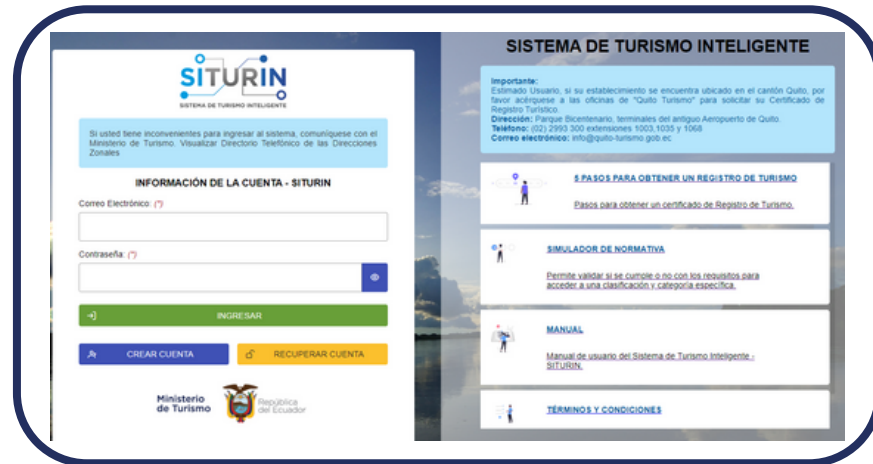 SITURIN
SISTEMA DE TURISMO INTELIGENTE
Si usted tiene inconvenientes para ingresar al sistema, comuníquese con el
Ministerio de Turismo. Visualizar Directorio Telefónico de las Direcciones
Zonales
INFORMACIÓN DE LA CUENTA - SITURIN
Correo Electrónico: (*)
Contraseña: (*)
INGRESAR
CREAR CUENTA
RECUPERAR CUENTA
Ministerio
de Turismo
República
del Ecuador
SISTEMA DE TURISMO INTELIGENTE
Importante:
Estimado Usuario, si su establecimiento se encuentra ubicado en el cantón Quito, por
favor acérquese a las oficinas de "Quito Turismo" para solicitar su Certificado de
Registro Turístico.
Dirección: Parque Bicentenario, terminales del antiguo Aeropuerto de Quito.
Teléfono: (02) 2993 300 extensiones 1003,1035 y 1068
Correo electrónico: info@quito-turismo.gob.ec
5 PASOS PARA OBTENER UN REGISTRO DE TURISMO
Pasos para obtener un certificado de Registro de Turismo.
SIMULADOR DE NORMATIVA
Permite validar si se cumple o no con los requisitos para
acceder a una clasificación y categoría específica.
MANUAL
Manual de usuario del Sistema de Turismo Inteligente -
SITURIN.
TÉRMINOS Y CONDICIONES